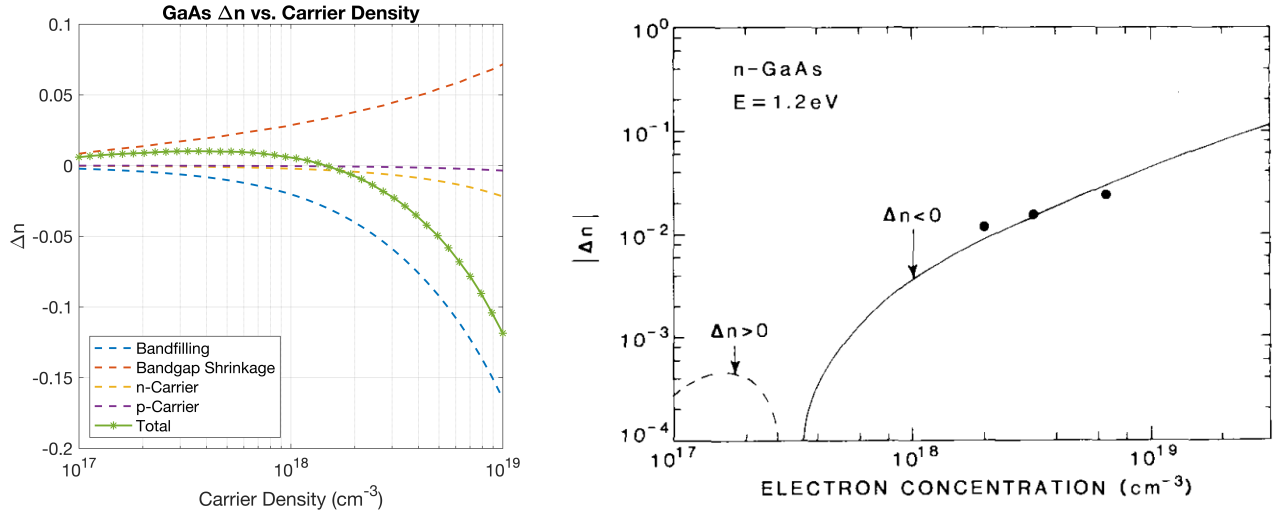 GaAs Δn vs. Carrier Density
0.1
0.05
0
-0.05
-0.1
-0.15
-0.2
Δn
Bandfilling
Bandgap Shrinkage
n-Carrier
p-Carrier
Total
10^17
10^18
10^19
Carrier Density (cm^-3)
10^0
10^-1
10^-2
10^-3
10^-4
|Δn|
n-GaAs
E = 1.2 eV
Δn<0
Δn>0
10^17
10^18
10^19
ELECTRON CONCENTRATION (cm^-3)